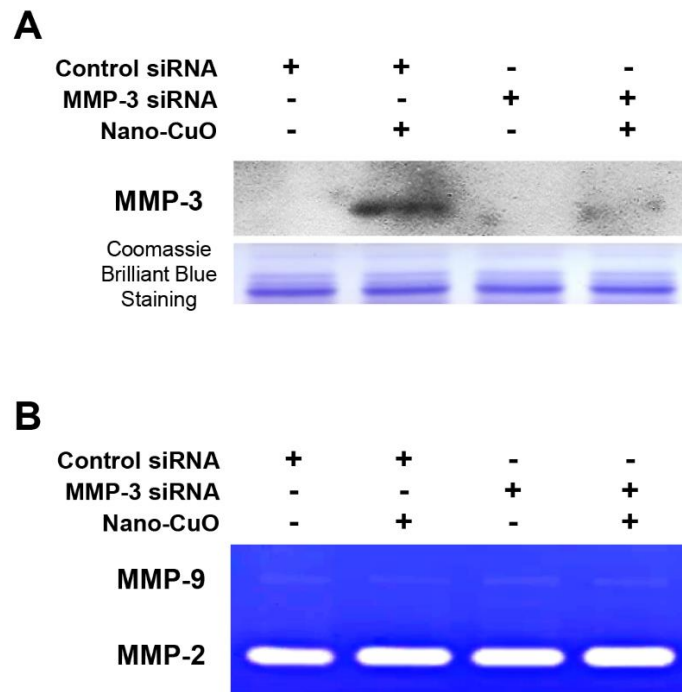 A
Control siRNA + + - -
MMP-3 siRNA - - + +
Nano-CuO - + - +
MMP-3
Coomassie
Brilliant Blue
Staining
B
Control siRNA + + - -
MMP-3 siRNA - - + +
Nano-CuO - + - +
MMP-9
MMP-2